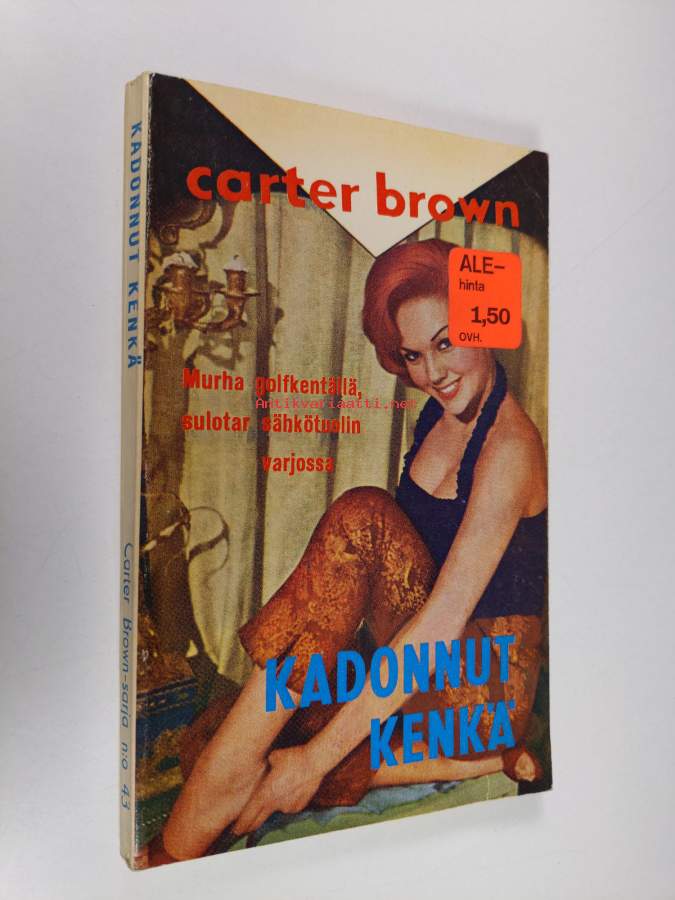 carter brown
ALE–
hinta
1,50
OVH.
Murha golfkentällä,
Antikvariaatti.net
sulotar sähkötuolin
varjossa
KADONNUT
KENKÄ
KADONNUT KENKÄ
Carter Brown-sarja n:o 43